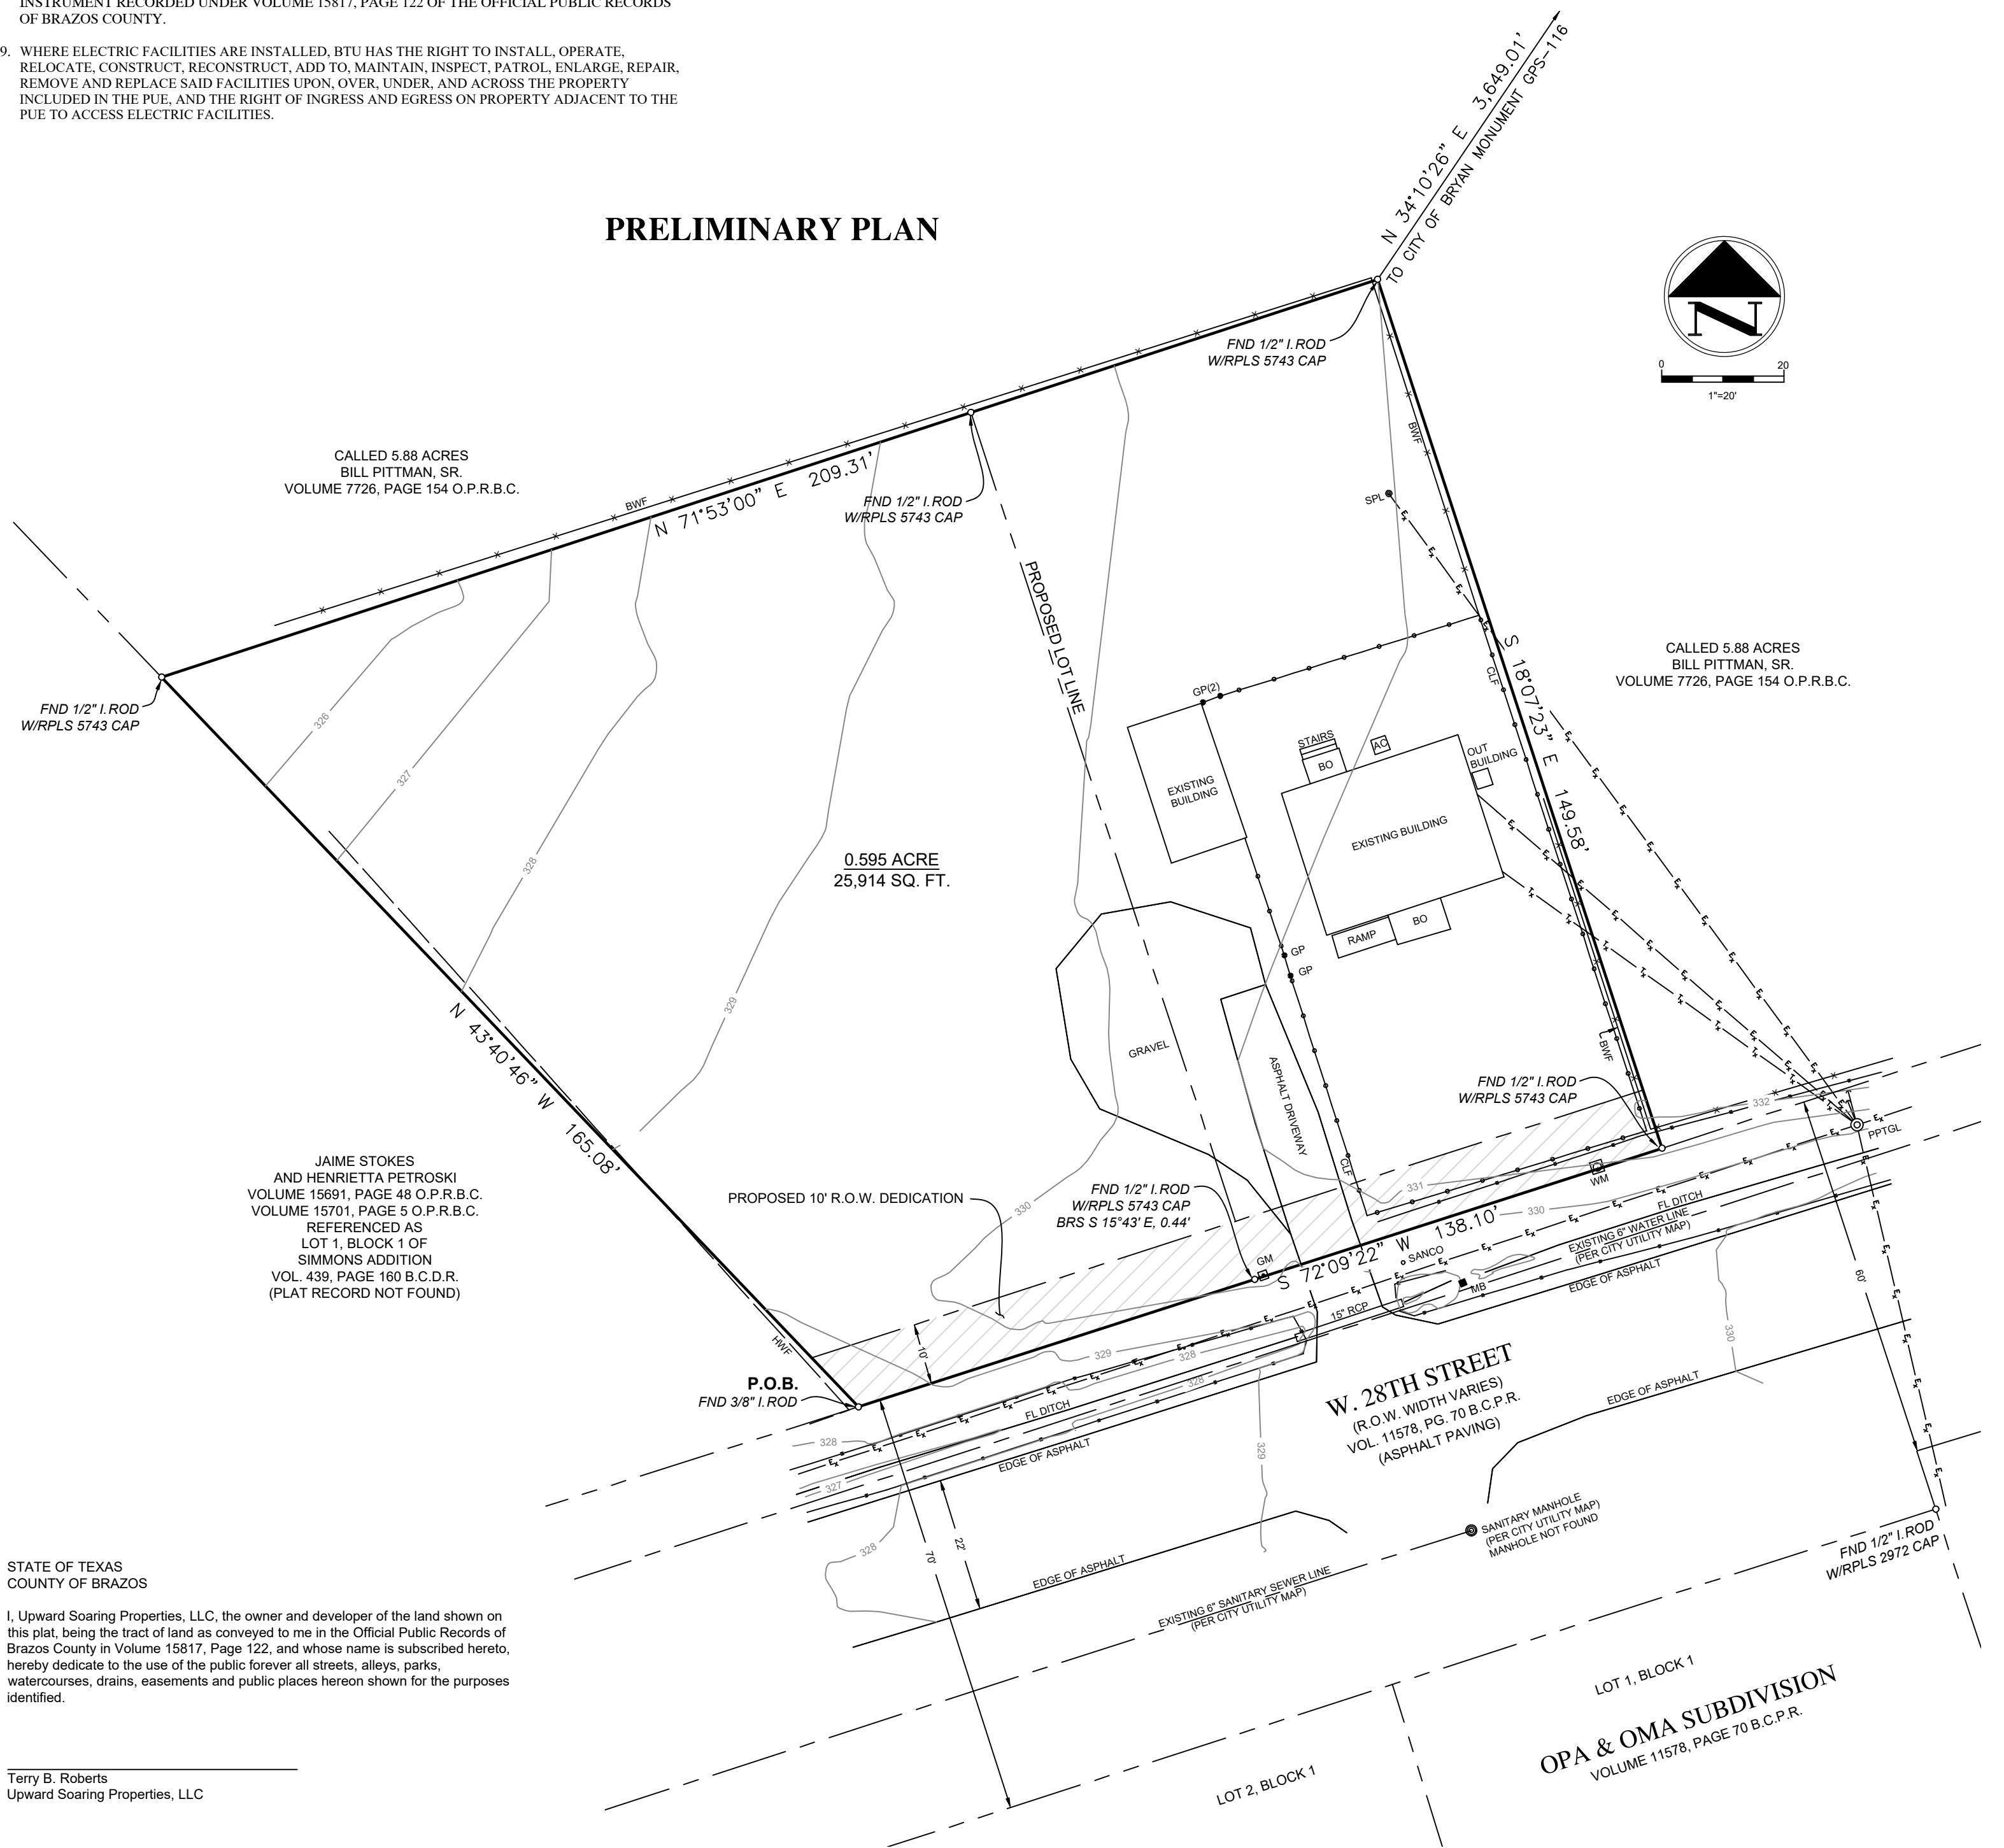 INSTRUMENT RECORDED UNDER VOLUME 15817, PAGE 122 OF THE OFFICIAL PUBLIC RECORDS
OF BRAZOS COUNTY.
9. WHERE ELECTRIC FACILITIES ARE INSTALLED, BTU HAS THE RIGHT TO INSTALL, OPERATE,
RELOCATE, CONSTRUCT, RECONSTRUCT, ADD TO, MAINTAIN, INSPECT, PATROL, ENLARGE, REPAIR,
REMOVE AND REPLACE SAID FACILITIES UPON, OVER, UNDER, AND ACROSS THE PROPERTY
INCLUDED IN THE PUE, AND THE RIGHT OF INGRESS AND EGRESS ON PROPERTY ADJACENT TO THE
PUE TO ACCESS ELECTRIC FACILITIES.
PRELIMINARY PLAN
N 34°10'26" E 3,649.01'
TO CITY OF BRYAN MONUMENT GPS-116
N
0 20
1"=20'
FND 1/2" I.ROD
W/RPLS 5743 CAP
CALLED 5.88 ACRES
BILL PITTMAN, SR.
VOLUME 7726, PAGE 154 O.P.R.B.C.
BWF
N 71°53'00" E 209.31'
FND 1/2" I.ROD
W/RPLS 5743 CAP
BWF
SPL
PROPOSED LOT LINE
FND 1/2" I.ROD
W/RPLS 5743 CAP
326
327
328
329
CALLED 5.88 ACRES
BILL PITTMAN, SR.
VOLUME 7726, PAGE 154 O.P.R.B.C.
S 18°07'23" E 149.58'
CLF
GP(2)
STAIRS
BO
AC
OUT
BUILDING
EXISTING
BUILDING
EXISTING BUILDING
RAMP
BO
GP
GP
0.595 ACRE
25,914 SQ. FT.
GRAVEL
ASPHALT DRIVEWAY
CLF
BWF
FND 1/2" I.ROD
W/RPLS 5743 CAP
332
PPTGL
N 43°40'46" W 165.08'
JAIME STOKES
AND HENRIETTA PETROSKI
VOLUME 15691, PAGE 48 O.P.R.B.C.
VOLUME 15701, PAGE 5 O.P.R.B.C.
REFERENCED AS
LOT 1, BLOCK 1 OF
SIMMONS ADDITION
VOL. 439, PAGE 160 B.C.D.R.
(PLAT RECORD NOT FOUND)
PROPOSED 10' R.O.W. DEDICATION
330
FND 1/2" I.ROD
W/RPLS 5743 CAP
BRS S 15°43' E, 0.44'
GM
331
WM
S 72°09'22" W 138.10'
330
FL DITCH
SANCO
EXISTING 6" WATER LINE
(PER CITY UTILITY MAP)
MB
EDGE OF ASPHALT
15" RCP
60'
HWF
10'
329
328
328
P.O.B.
FND 3/8" I.ROD
FL DITCH
328
327
EDGE OF ASPHALT
W. 28TH STREET
(R.O.W. WIDTH VARIES)
VOL. 11578, PG. 70 B.C.P.R.
(ASPHALT PAVING)
EDGE OF ASPHALT
330
329
328
70'
22'
SANITARY MANHOLE
(PER CITY UTILITY MAP)
MANHOLE NOT FOUND
FND 1/2" I.ROD
W/RPLS 2972 CAP
EDGE OF ASPHALT
EXISTING 6" SANITARY SEWER LINE
(PER CITY UTILITY MAP)
STATE OF TEXAS
COUNTY OF BRAZOS
I, Upward Soaring Properties, LLC, the owner and developer of the land shown on
this plat, being the tract of land as conveyed to me in the Official Public Records of
Brazos County in Volume 15817, Page 122, and whose name is subscribed hereto,
hereby dedicate to the use of the public forever all streets, alleys, parks,
watercourses, drains, easements and public places hereon shown for the purposes
identified.
Terry B. Roberts
Upward Soaring Properties, LLC
LOT 1, BLOCK 1
OPA & OMA SUBDIVISION
VOLUME 11578, PAGE 70 B.C.P.R.
LOT 2, BLOCK 1